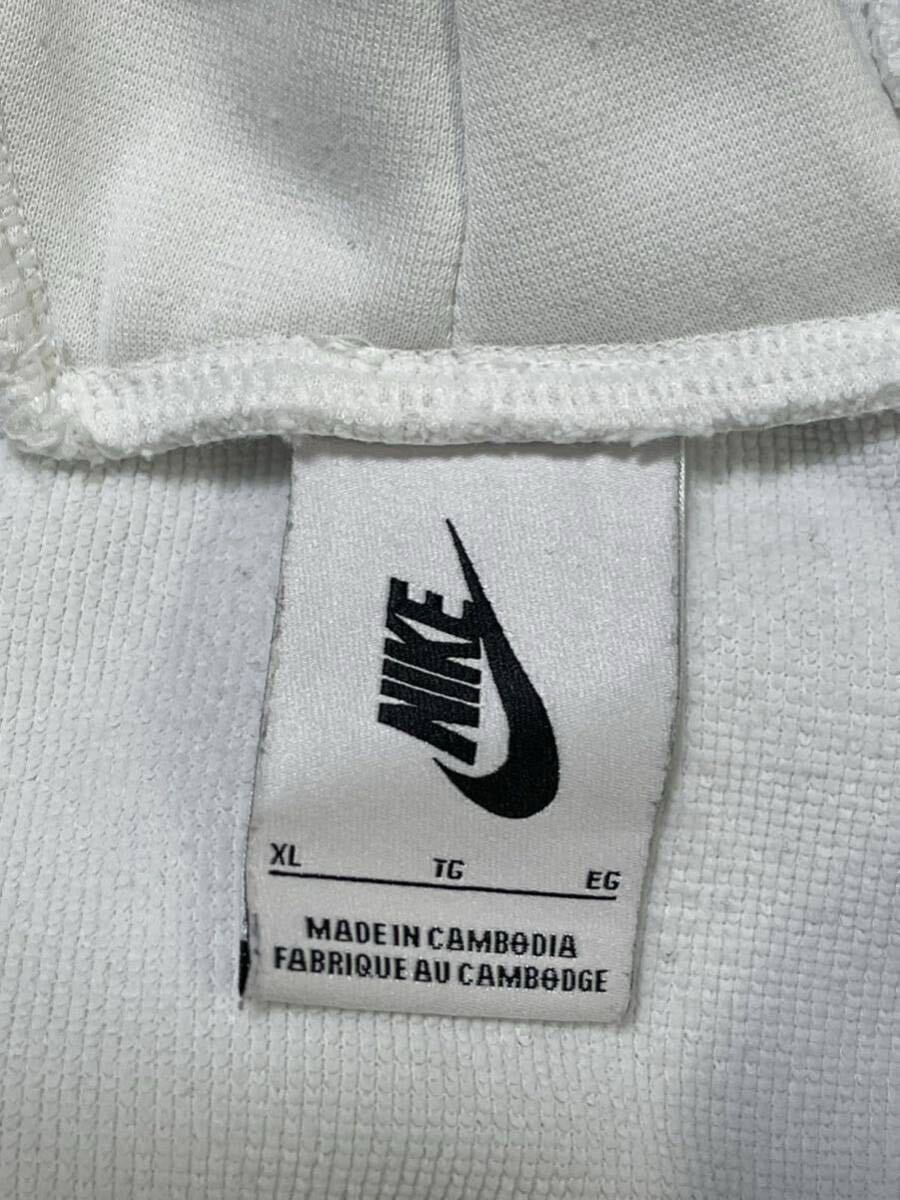 NIKE
XL TG EG
MADE IN CAMBODIA
FABRIQUE AU CAMBODGE